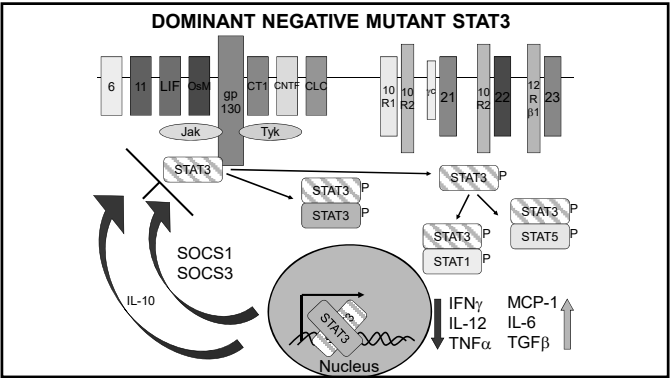 DOMINANT NEGATIVE MUTANT STAT3
6
11
LIF
OsM
gp
130
CT1
CNTF
CLC
10
R1
10
R2
γc
21
10
R2
22
12
R
β1
23
Jak
Tyk
STAT3
STAT3 P
STAT3 P
STAT3 P
STAT3 P
STAT1 P
STAT3 P
STAT5 P
SOCS1
SOCS3
IL-10
STAT3
Nucleus
IFNγ
IL-12
TNFα
MCP-1
IL-6
TGFβ